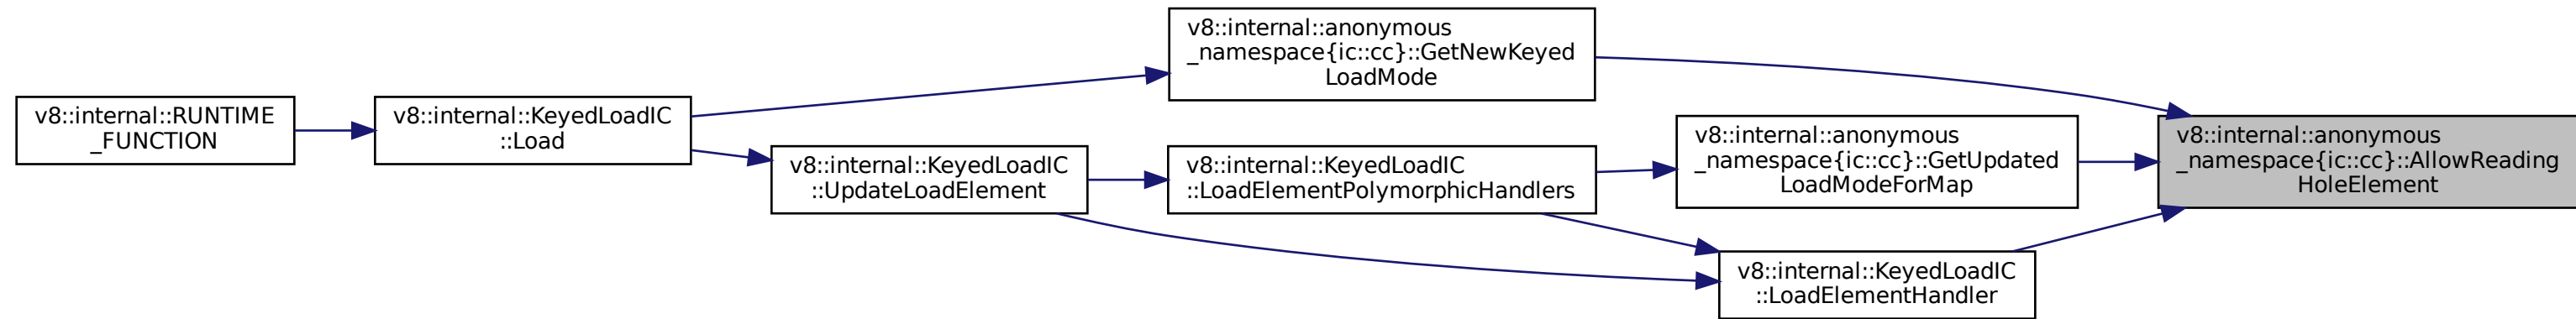 v8::internal::RUNTIME
_FUNCTION
v8::internal::KeyedLoadIC
::Load
v8::internal::anonymous
_namespace{ic::cc}::GetNewKeyed
LoadMode
v8::internal::KeyedLoadIC
::UpdateLoadElement
v8::internal::KeyedLoadIC
::LoadElementPolymorphicHandlers
v8::internal::anonymous
_namespace{ic::cc}::GetUpdated
LoadModeForMap
v8::internal::KeyedLoadIC
::LoadElementHandler
v8::internal::anonymous
_namespace{ic::cc}::AllowReading
HoleElement